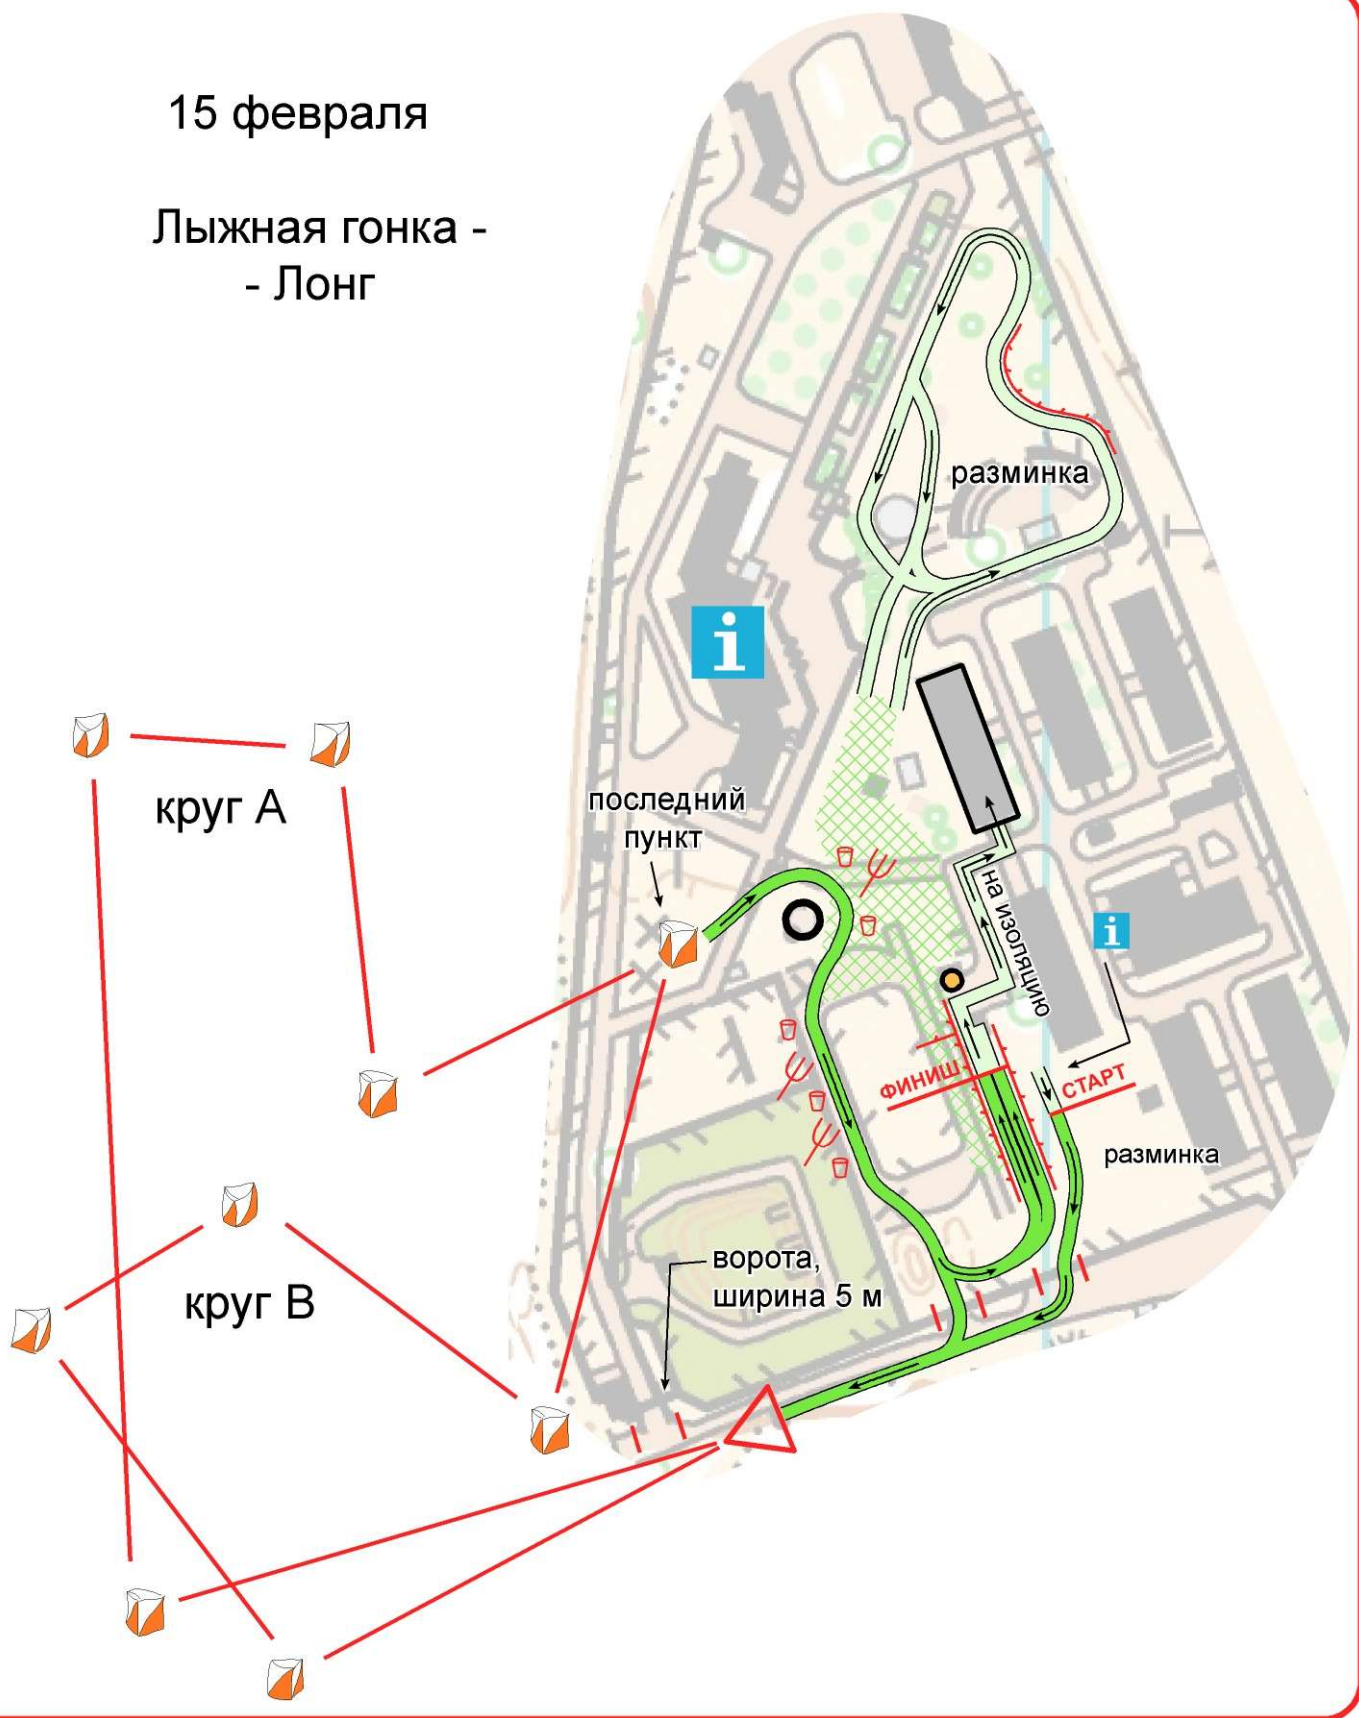 15 февраля
Лыжная гонка -
- Лонг
разминка
i
круг А
последний
пункт
на изоляцию
i
ФИНИШ
СТАРТ
разминка
круг В
ворота,
ширина 5 м